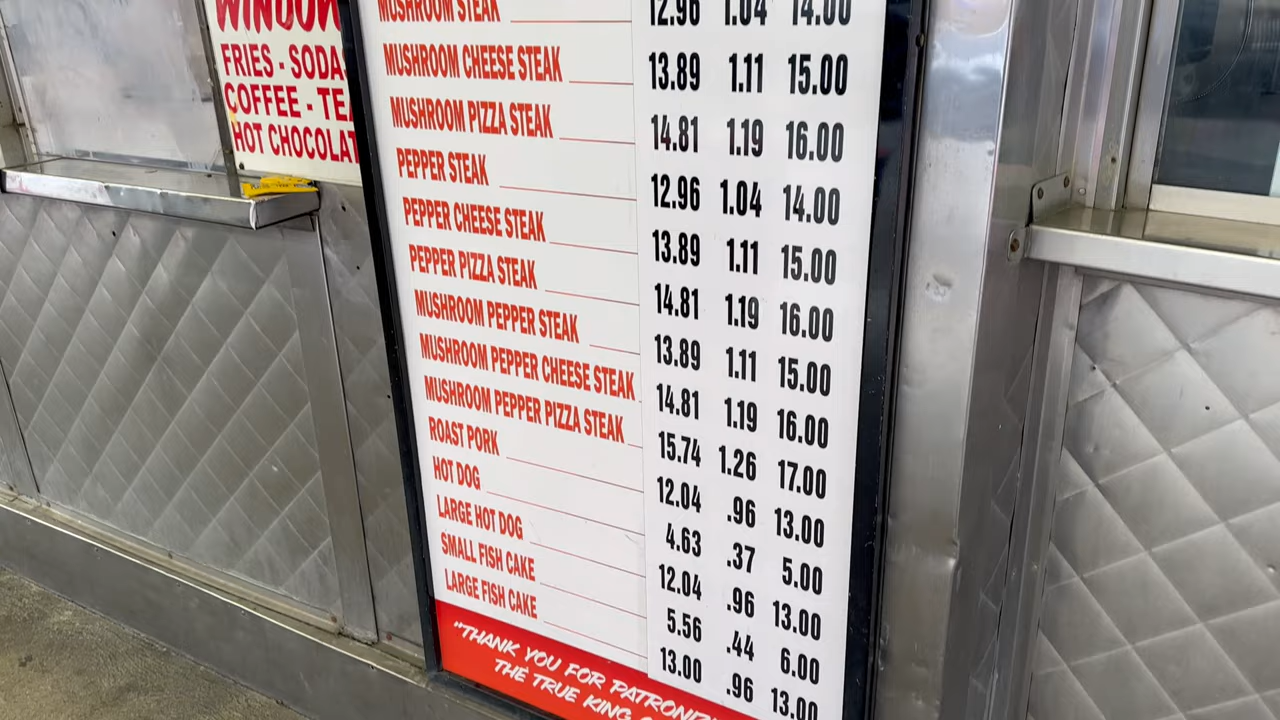 WINDOW
FRIES - SODAS
COFFEE - TE
HOT CHOCOLAT
MUSHROOM STEAK 12.96 1.04 14.00
MUSHROOM CHEESE STEAK 13.89 1.11 15.00
MUSHROOM PIZZA STEAK 14.81 1.19 16.00
PEPPER STEAK 12.96 1.04 14.00
PEPPER CHEESE STEAK 13.89 1.11 15.00
PEPPER PIZZA STEAK 14.81 1.19 16.00
MUSHROOM PEPPER STEAK 13.89 1.11 15.00
MUSHROOM PEPPER CHEESE STEAK 14.81 1.19 16.00
MUSHROOM PEPPER PIZZA STEAK 15.74 1.26 17.00
ROAST PORK 12.04 .96 13.00
HOT DOG 4.63 .37 5.00
LARGE HOT DOG 12.04 .96 13.00
SMALL FISH CAKE 5.56 .44 6.00
LARGE FISH CAKE 13.00 .96 13.00
"THANK YOU FOR PATRONIZ
THE TRUE KING